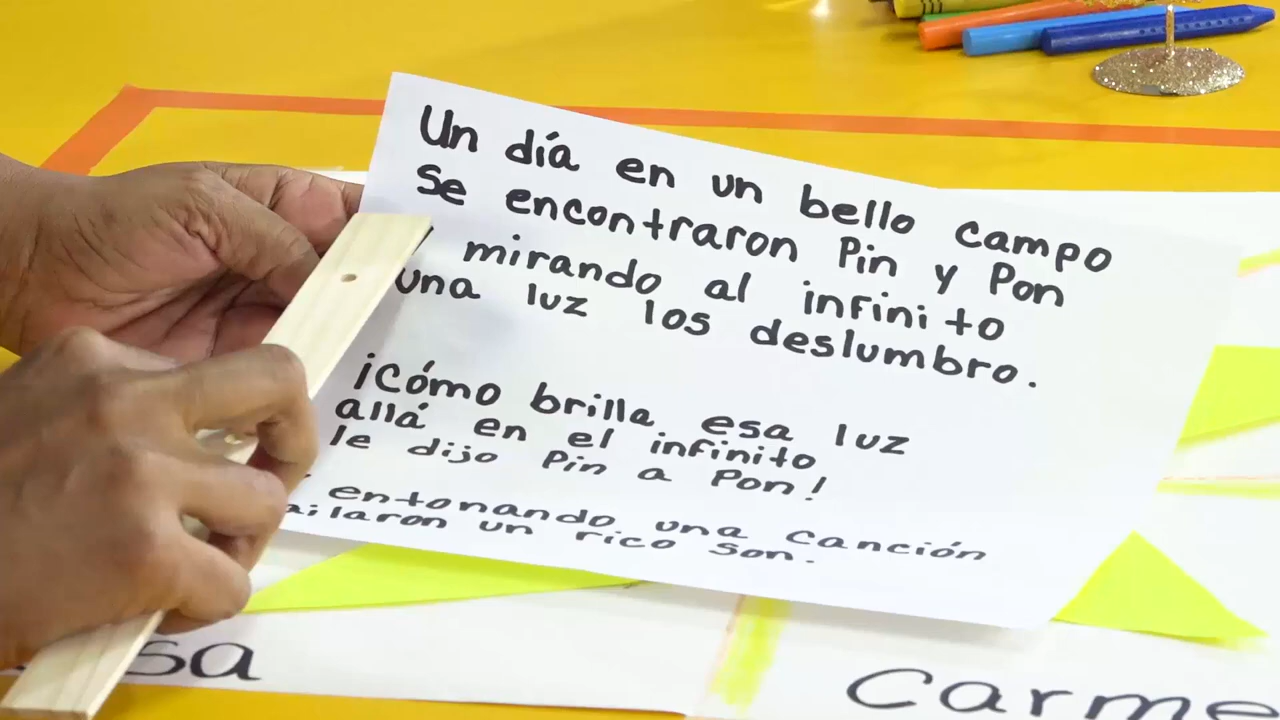 Un día en un bello campo
se encontraron Pin y Pon
mirando al infinito
una luz los deslumbro.
¡Cómo brilla esa luz
allá en el infinito
le dijo Pin a Pon!
entonando una canción
un rico son.
sa
Carme